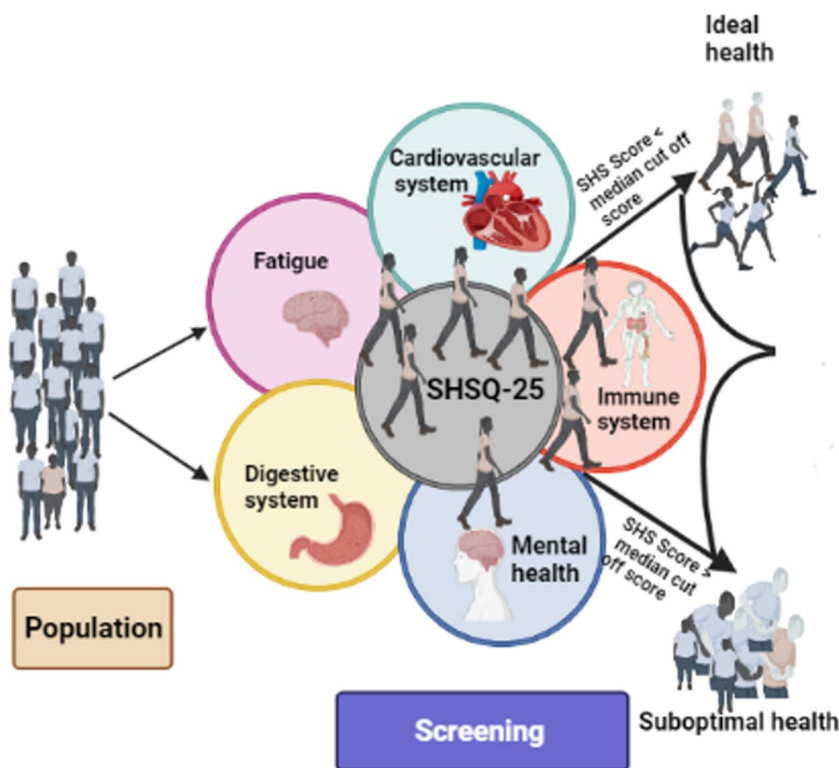 Ideal
health
Cardiovascular
system
SHS Score <
median cut off
score
Fatigue
SHSQ-25
Immune
system
Digestive
system
Mental
health
SHS Score >
median cut
off score
Population
Screening
Suboptimal health